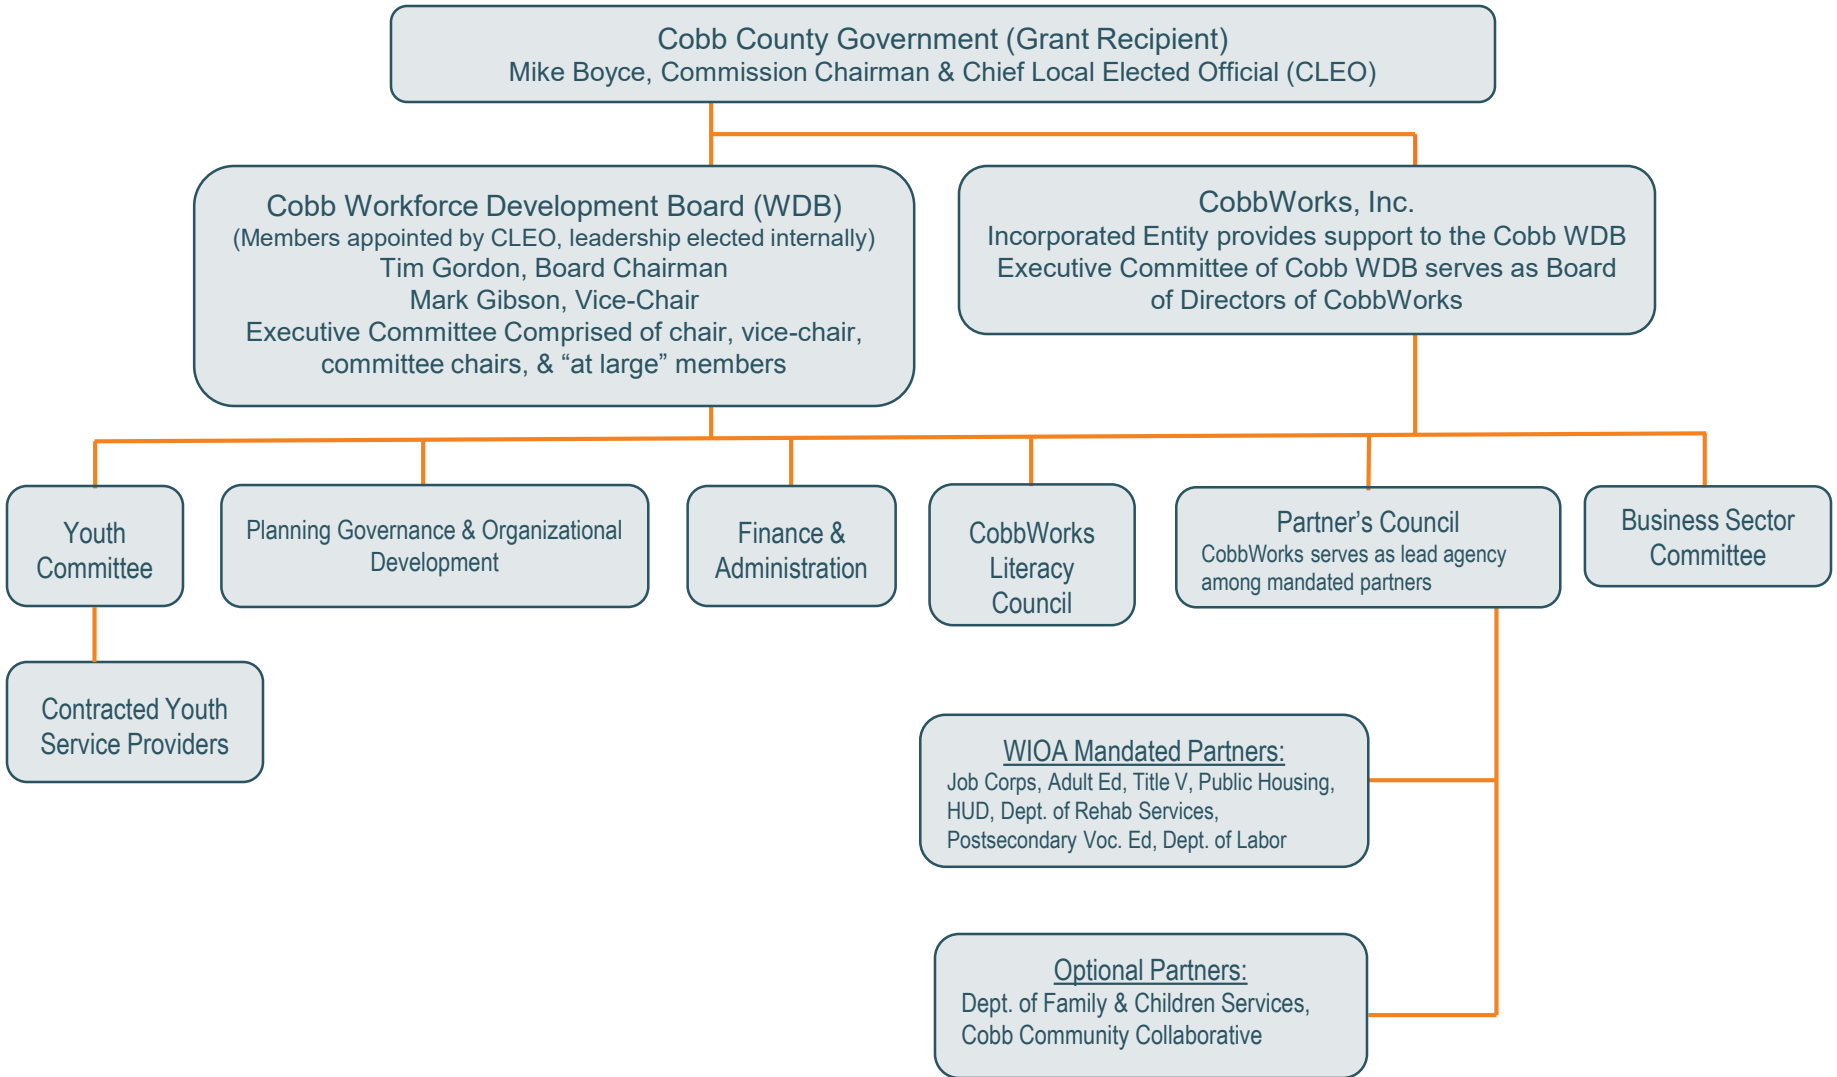 Cobb County Government (Grant Recipient)
Mike Boyce, Commission Chairman & Chief Local Elected Official (CLEO)
Cobb Workforce Development Board (WDB)
(Members appointed by CLEO, leadership elected internally)
Tim Gordon, Board Chairman
Mark Gibson, Vice-Chair
Executive Committee Comprised of chair, vice-chair,
committee chairs, & “at large” members
CobbWorks, Inc.
Incorporated Entity provides support to the Cobb WDB
Executive Committee of Cobb WDB serves as Board
of Directors of CobbWorks
Youth
Committee
Planning Governance & Organizational
Development
Finance &
Administration
CobbWorks
Literacy
Council
Partner’s Council
CobbWorks serves as lead agency
among mandated partners
Business Sector
Committee
Contracted Youth
Service Providers
WIOA Mandated Partners:
Job Corps, Adult Ed, Title V, Public Housing,
HUD, Dept. of Rehab Services,
Postsecondary Voc. Ed, Dept. of Labor
Optional Partners:
Dept. of Family & Children Services,
Cobb Community Collaborative